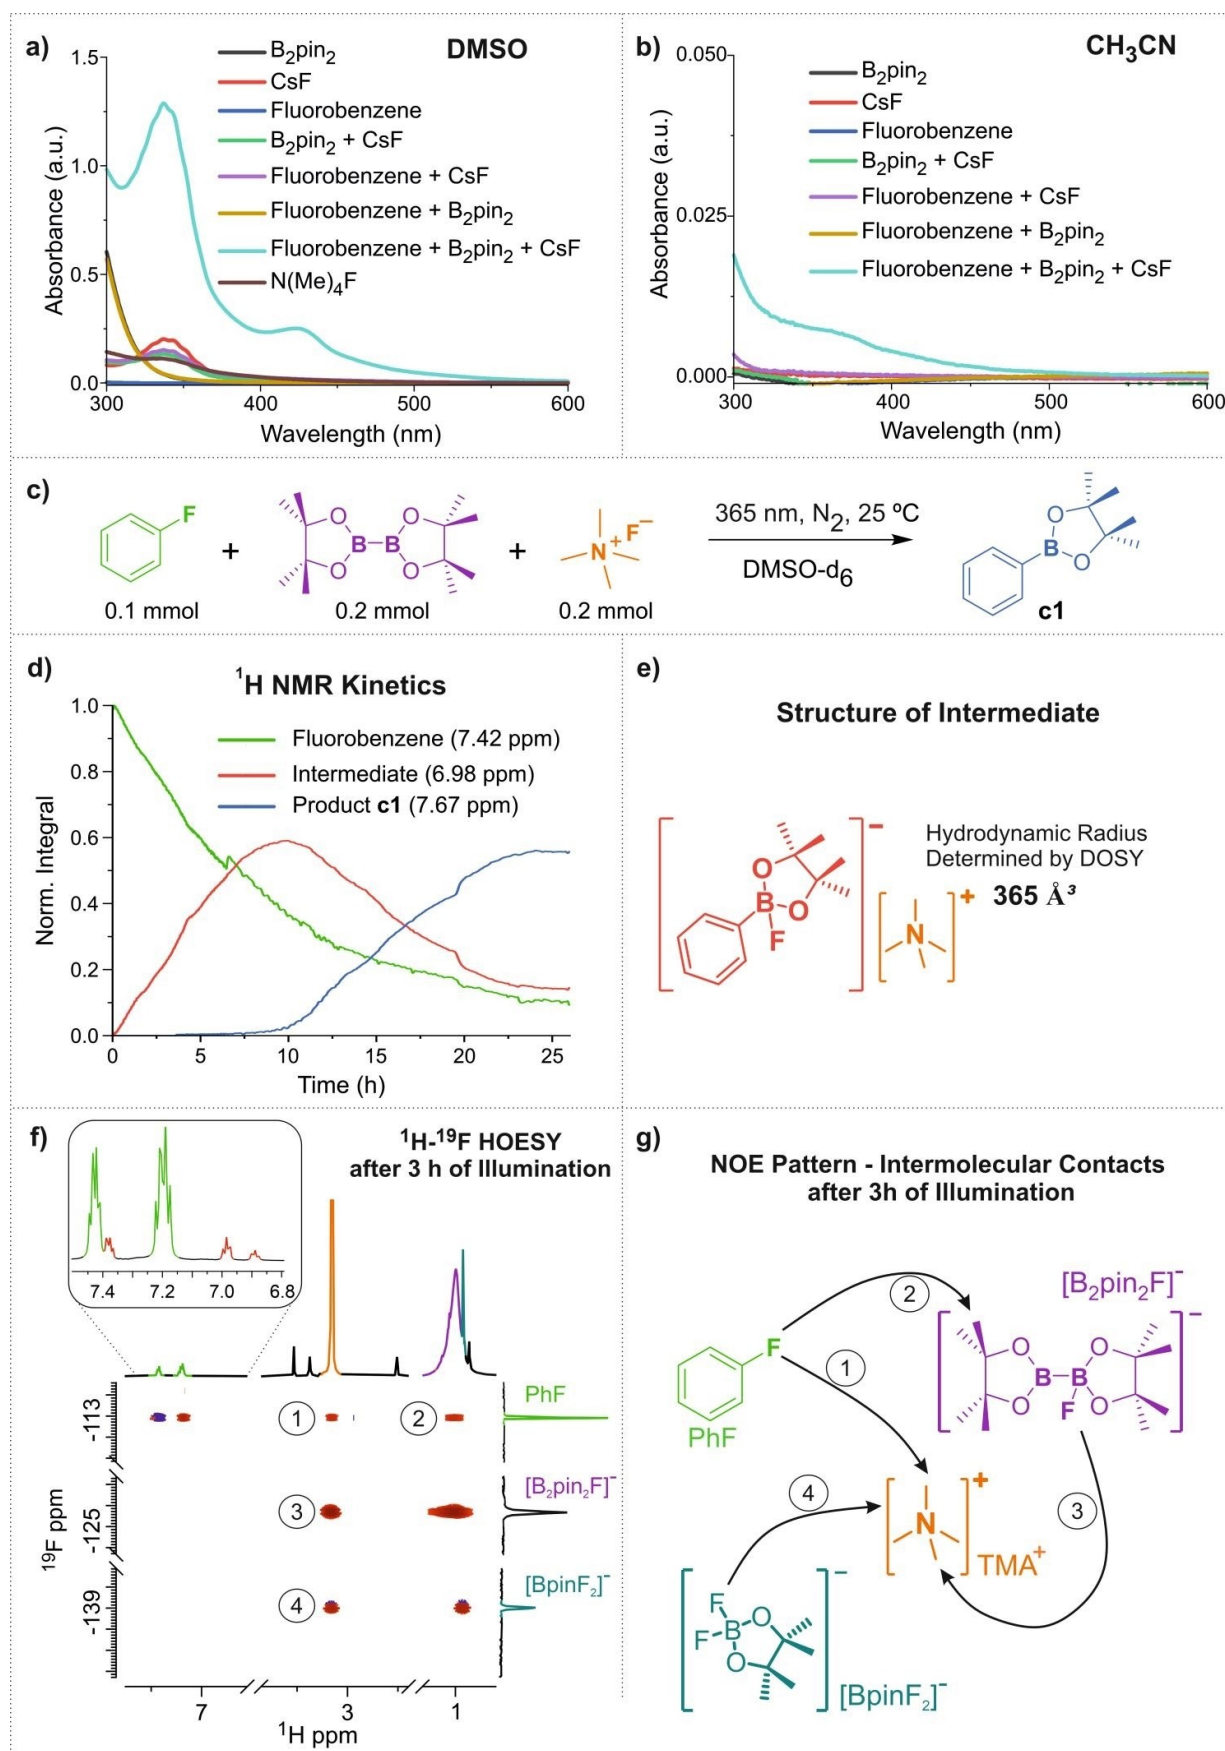 a)
DMSO
B2pin2
CsF
Fluorobenzene
B2pin2 + CsF
Fluorobenzene + CsF
Fluorobenzene + B2pin2
Fluorobenzene + B2pin2 + CsF
N(Me)4F
1.5
1.0
0.5
0.0
Absorbance (a.u.)
300 400 500 600
Wavelength (nm)
b)
CH3CN
B2pin2
CsF
Fluorobenzene
B2pin2 + CsF
Fluorobenzene + CsF
Fluorobenzene + B2pin2
Fluorobenzene + B2pin2 + CsF
0.050
0.025
0.000
Absorbance (a.u.)
300 400 500 600
Wavelength (nm)
c)
F
0.1 mmol
+
O O
B B
O O
0.2 mmol
+
N+ F−
0.2 mmol
365 nm, N2, 25 ºC
DMSO-d6
O
B
O
c1
d)
1H NMR Kinetics
Fluorobenzene (7.42 ppm)
Intermediate (6.98 ppm)
Product c1 (7.67 ppm)
1.0
0.8
0.6
0.4
0.2
0.0
Norm. Integral
0 5 10 15 20 25
Time (h)
e)
Structure of Intermediate
O
B O
F
−
N
+
Hydrodynamic Radius
Determined by DOSY
365 Å³
f)
1H-19F HOESY
after 3 h of Illumination
7.4 7.2 7.0 6.8
PhF
-113
1 2
[B2pin2F]-
-125
3
[BpinF2]-
-139
4
19F ppm
7 3 1
1H ppm
g)
NOE Pattern - Intermolecular Contacts
after 3h of Illumination
2
[B2pin2F]-
F
PhF
1
O O
B B
O F O
−
3
4
N
+
TMA+
F
F B O
O
−
[BpinF2]-